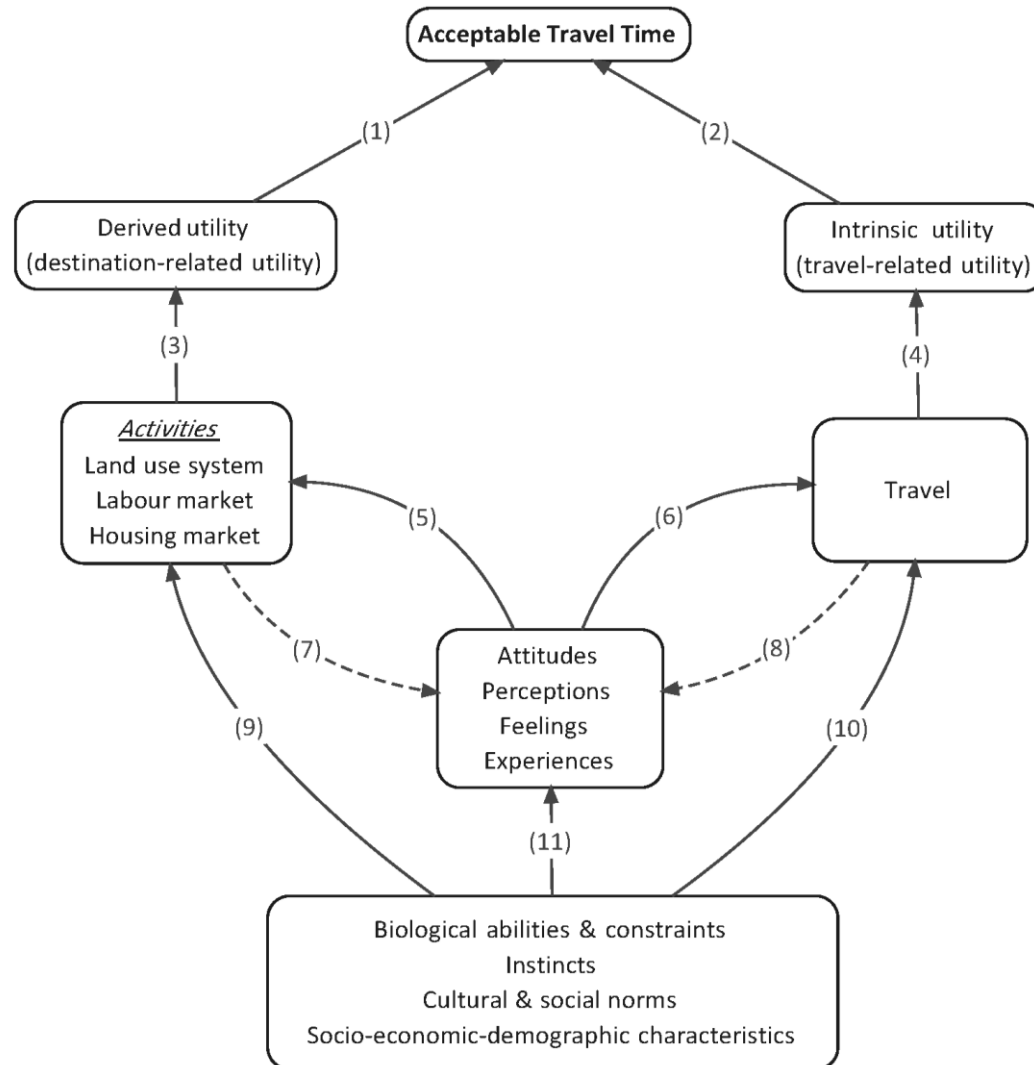 Acceptable Travel Time
(1)
(2)
Derived utility
(destination-related utility)
Intrinsic utility
(travel-related utility)
(3)
(4)
Activities
Land use system
Labour market
Housing market
Travel
(5)
(6)
(7)
(8)
Attitudes
Perceptions
Feelings
Experiences
(9)
(10)
(11)
Biological abilities & constraints
Instincts
Cultural & social norms
Socio-economic-demographic characteristics